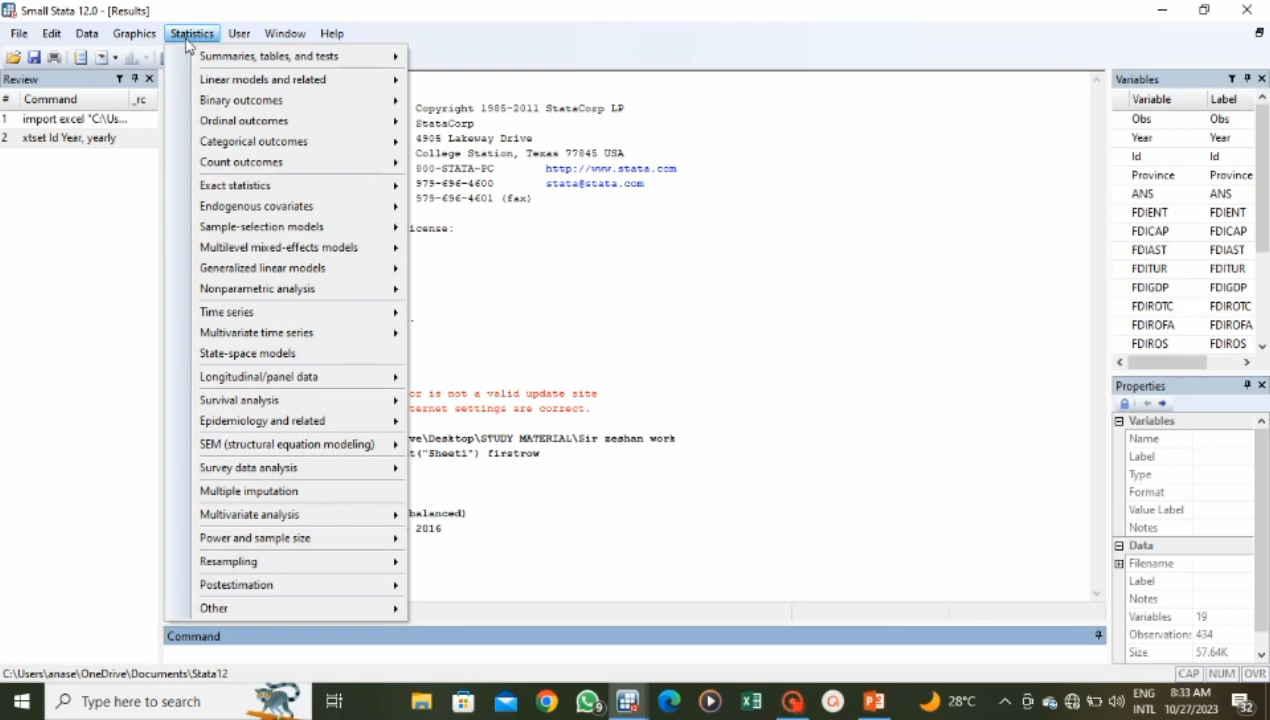 Small Stata 12.0 - [Results]
File Edit Data Graphics Statistics User Window Help
Review
# Command _rc
1 import excel "C:\Us...
2 xtset Id Year, yearly
Summaries, tables, and tests
Linear models and related
Binary outcomes
Ordinal outcomes
Categorical outcomes
Count outcomes
Exact statistics
Endogenous covariates
Sample-selection models
Multilevel mixed-effects models
Generalized linear models
Nonparametric analysis
Time series
Multivariate time series
State-space models
Longitudinal/panel data
Survival analysis
Epidemiology and related
SEM (structural equation modeling)
Survey data analysis
Multiple imputation
Multivariate analysis
Power and sample size
Resampling
Postestimation
Other
Copyright 1985-2011 StataCorp LP
StataCorp
4905 Lakeway Drive
College Station, Texas 77845 USA
800-STATA-PC http://www.stata.com
979-696-4600 stata@stata.com
979-696-4601 (fax)
icense:
or is not a valid update site
ternet settings are correct.
ve\Desktop\STUDY MATERIAL\Sir zeshan work
t("Sheet1") firstrow
balanced)
2016
Command
Variables
Variable Label
Obs Obs
Year Year
Id Id
Province Province
ANS ANS
FDIENT FDIENT
FDICAP FDICAP
FDIAST FDIAST
FDITUR FDITUR
FDIGDP FDIGDP
FDIROTC FDIROTC
FDIROFA FDIROFA
FDIROS FDIROS
Properties
Variables
Name
Label
Type
Format
Value Label
Notes
Data
Filename
Label
Notes
Variables 19
Observations 434
Size 57.64K
C:\Users\anase\OneDrive\Documents\Stata12
CAP NUM OVR
Type here to search
9
28°C
ENG
INTL
8:33 AM
10/27/2023
32